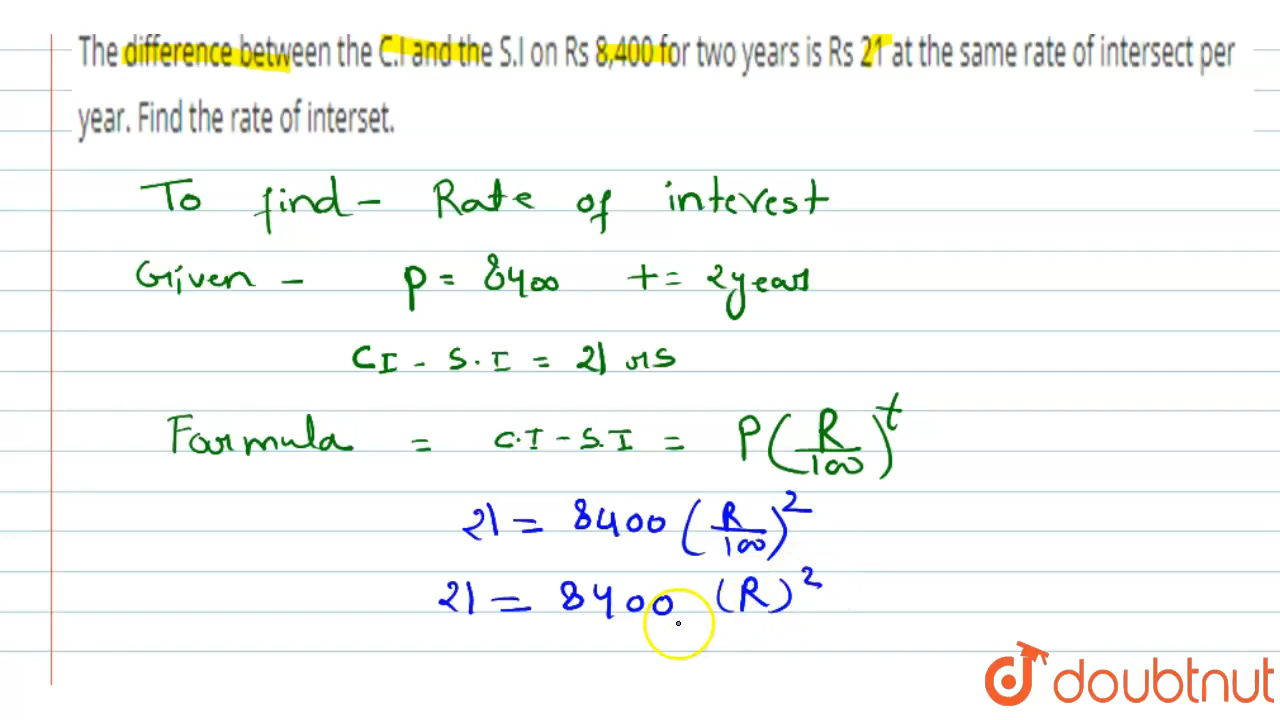 The difference between the C.I and the S.I on Rs 8,400 for two years is Rs 21 at the same rate of intersect per
year. Find the rate of interset.
To find - Rate of interest
Given - P = 8400 t = 2 years
CI - S.I = 21 rs
Formula = C.I - S.I = P(R/100)^t
21 = 8400 (R/100)^2
21 = 8400 (R)^2
doubtnut